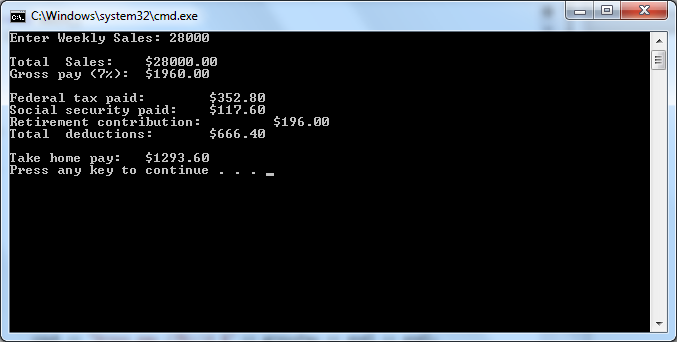 C:\Windows\system32\cmd.exe
Enter Weekly Sales: 28000
Total  Sales:    $28000.00
Gross pay (7%):  $1960.00
Federal tax paid:        $352.80
Social security paid:    $117.60
Retirement contribution:         $196.00
Total  deductions:       $666.40
Take home pay:   $1293.60
Press any key to continue . . . _